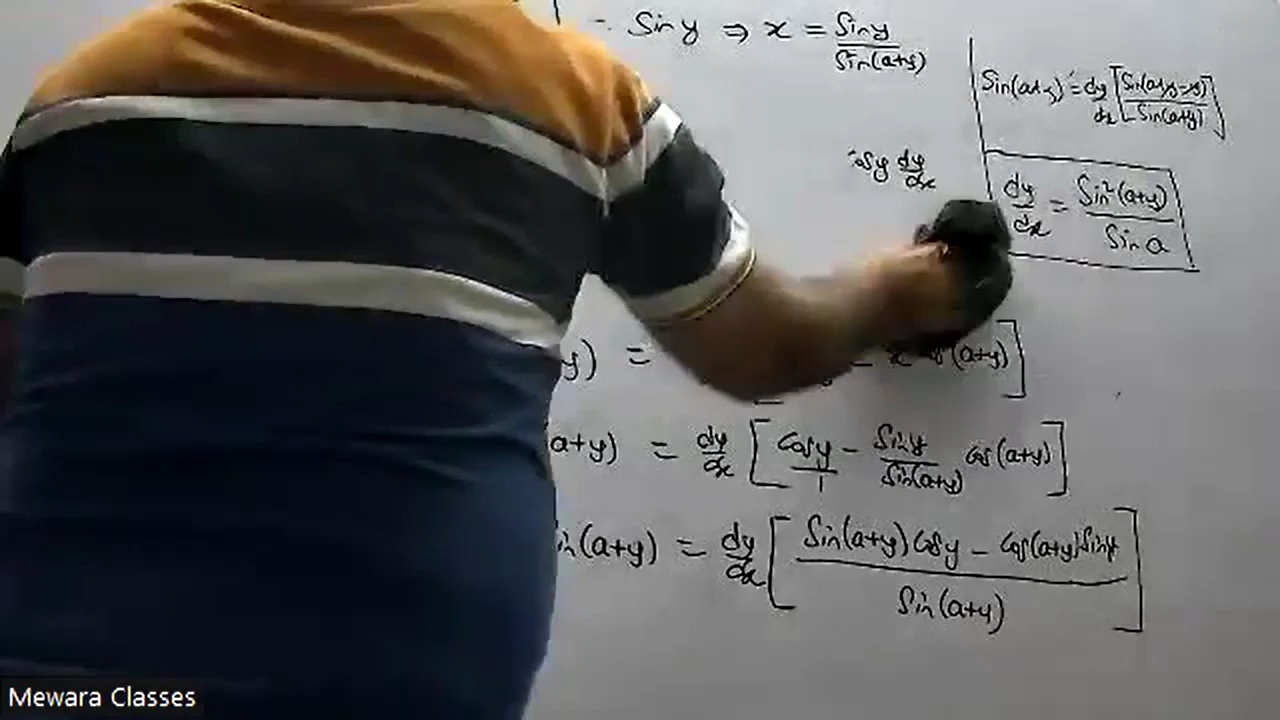 Sin y ⇒ x = Sin y / Sin(a+y)
Cos y dy/dx
y) =
(a+y)]
a+y) = dy/dx [ Cos y / 1 - Sin y / Sin(a+y) Cos(a+y) ]
in(a+y) = dy/dx [ Sin(a+y) Cos y - Cos(a+y) Sin y / Sin(a+y) ]
Sin(a+y) = dy/dx [ Sin(a+y-y) / Sin(a+y) ]
dy/dx = Sin²(a+y) / Sin a
Mewara Classes